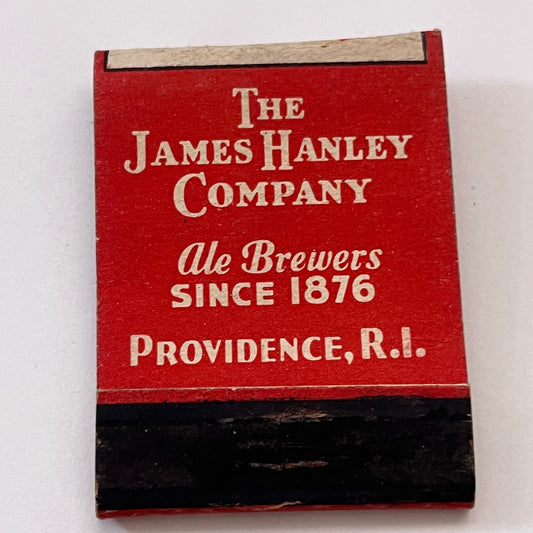 THE
JAMES HANLEY
COMPANY
Ale Brewers
SINCE 1876
PROVIDENCE, R.I.